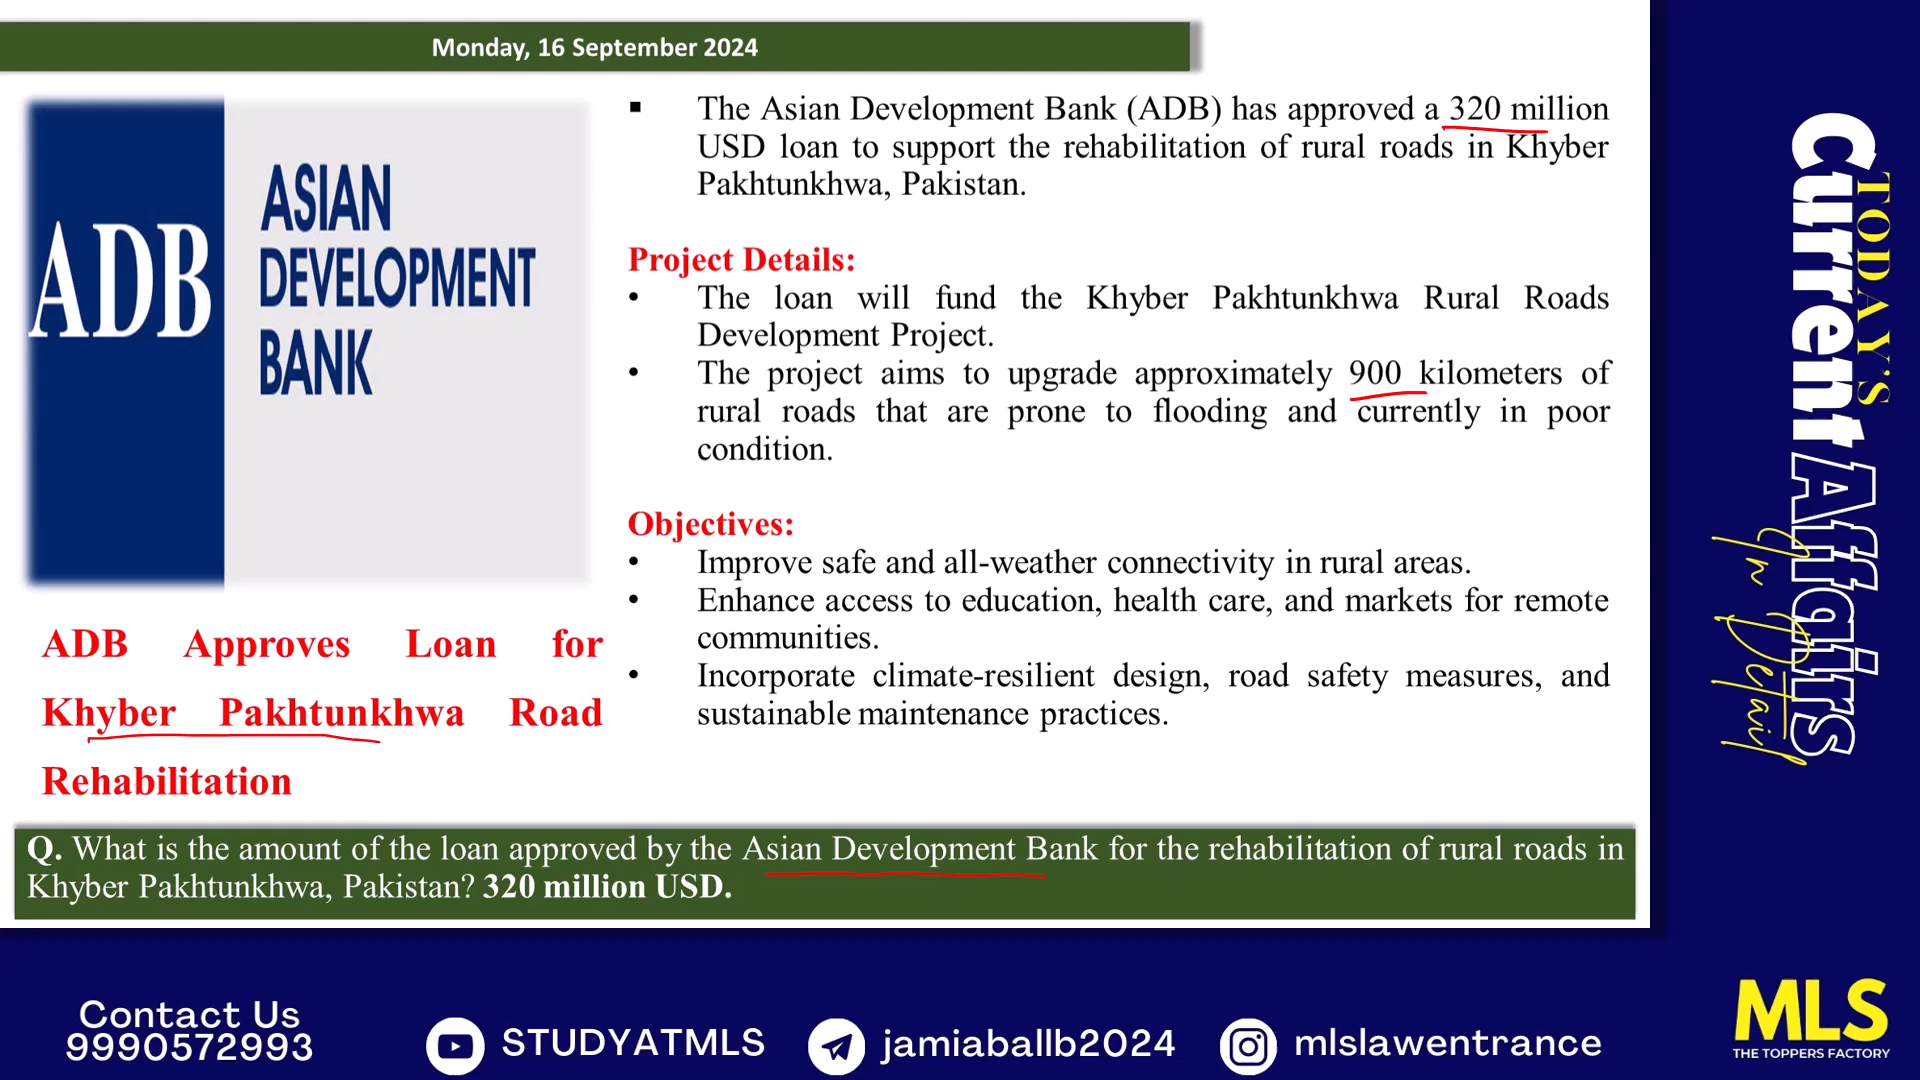 Monday, 16 September 2024
ADB
ASIAN
DEVELOPMENT
BANK
ADB Approves Loan for
Khyber Pakhtunkhwa Road
Rehabilitation
▪ The Asian Development Bank (ADB) has approved a 320 million
USD loan to support the rehabilitation of rural roads in Khyber
Pakhtunkhwa, Pakistan.
Project Details:
• The loan will fund the Khyber Pakhtunkhwa Rural Roads
Development Project.
• The project aims to upgrade approximately 900 kilometers of
rural roads that are prone to flooding and currently in poor
condition.
Objectives:
• Improve safe and all-weather connectivity in rural areas.
• Enhance access to education, health care, and markets for remote
communities.
• Incorporate climate-resilient design, road safety measures, and
sustainable maintenance practices.
Q. What is the amount of the loan approved by the Asian Development Bank for the rehabilitation of rural roads in
Khyber Pakhtunkhwa, Pakistan? 320 million USD.
TODAY'S
Current Affairs
In Detail
Contact Us
9990572993
STUDYATMLS
jamiaballb2024
mlslawentrance
MLS
THE TOPPERS FACTORY